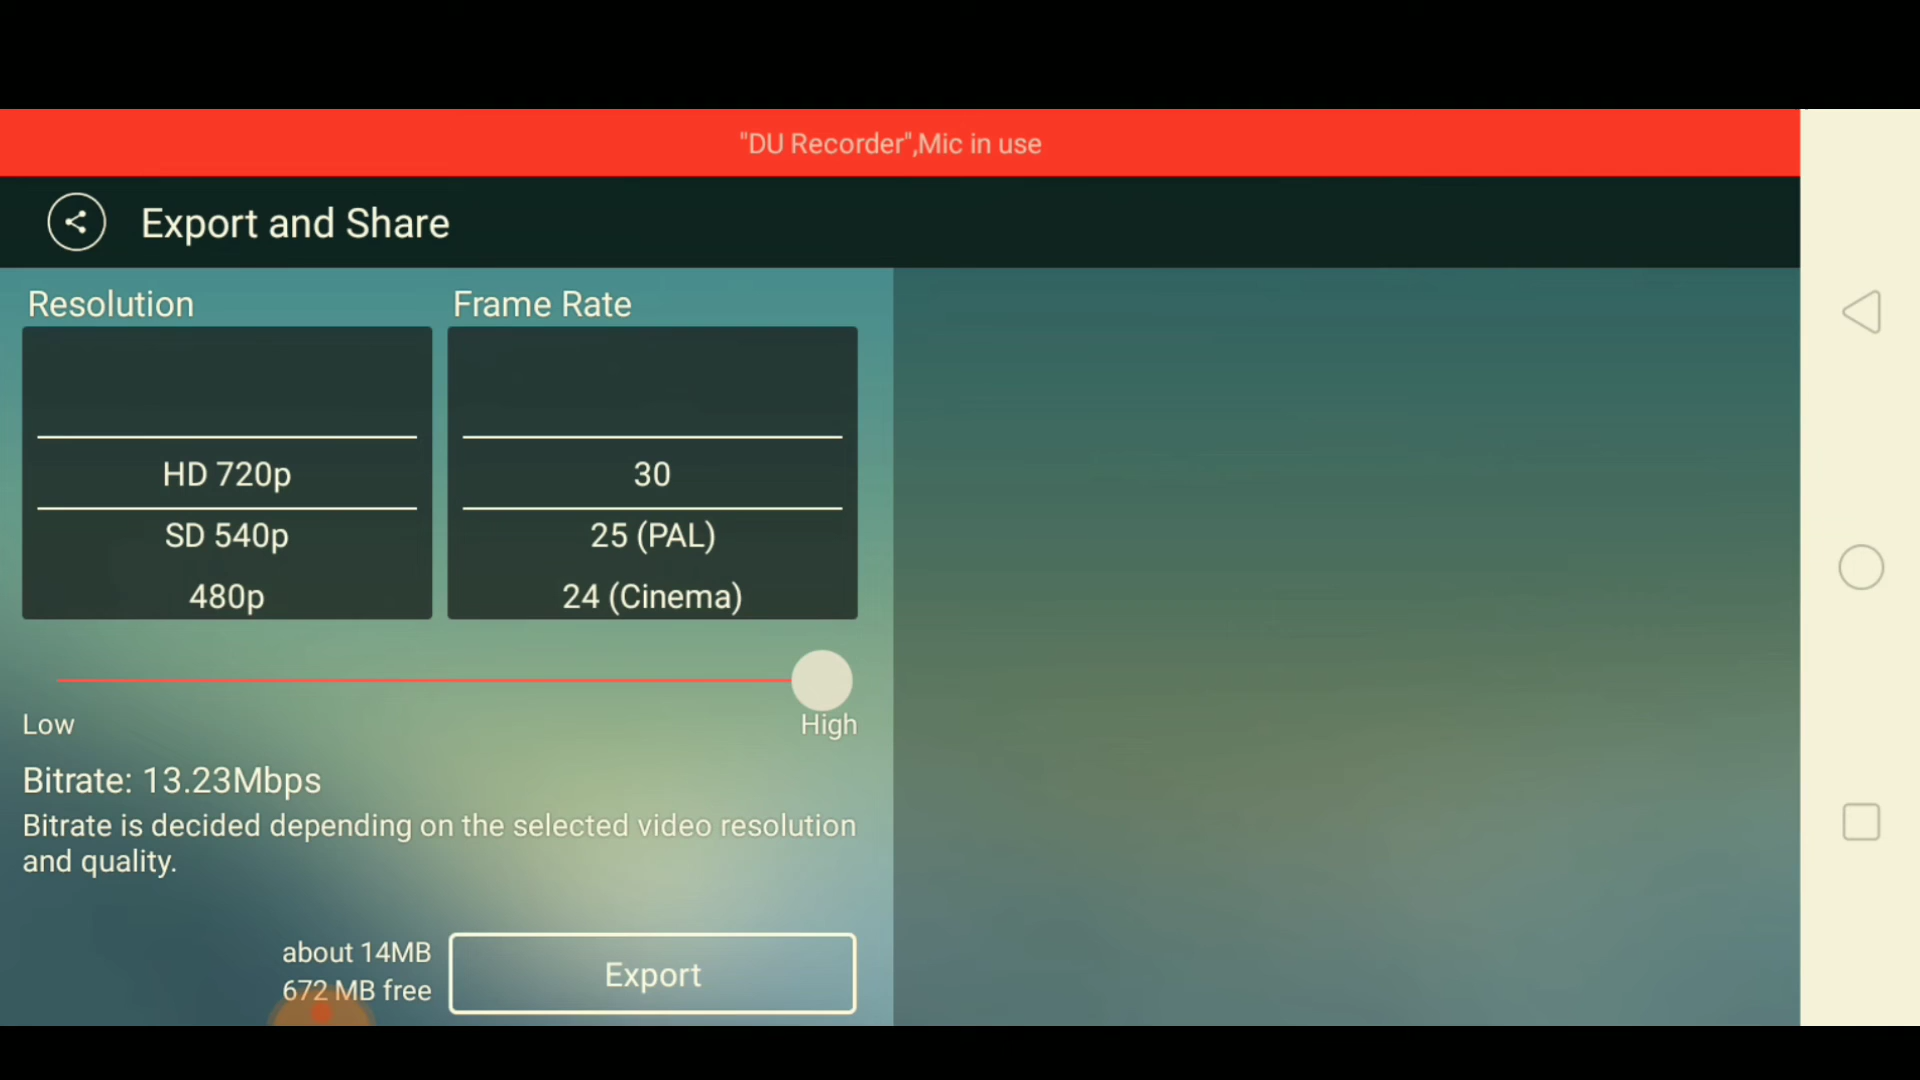 "DU Recorder",Mic in use
Export and Share
Resolution
Frame Rate
HD 720p
SD 540p
480p
30
25 (PAL)
24 (Cinema)
Low
High
Bitrate: 13.23Mbps
Bitrate is decided depending on the selected video resolution
and quality.
about 14MB
672 MB free
Export